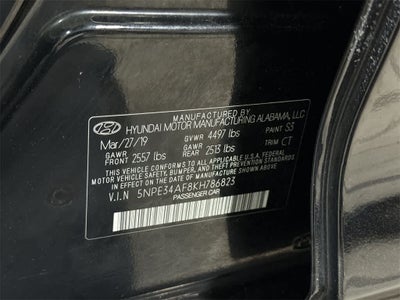 HYUNDAI MOTOR MANUFACTURING ALABAMA, LLC
Mar/27/19 GVWR 4497 lbs PAINT S3
GAWR FRONT 2557 lbs GAWR REAR 2513 lbs TRIM CT
THIS VEHICLE CONFORMS TO ALL APPLICABLE FEDERAL
MOTOR VEHICLE SAFETY, BUMPER, AND THEFT PREVENTION
STANDARDS IN EFFECT ON THE DATE OF MANUFACTURE
SHOWN ABOVE.
V.I.N 5NPE34AF8KH786823
PASSENGER CAR